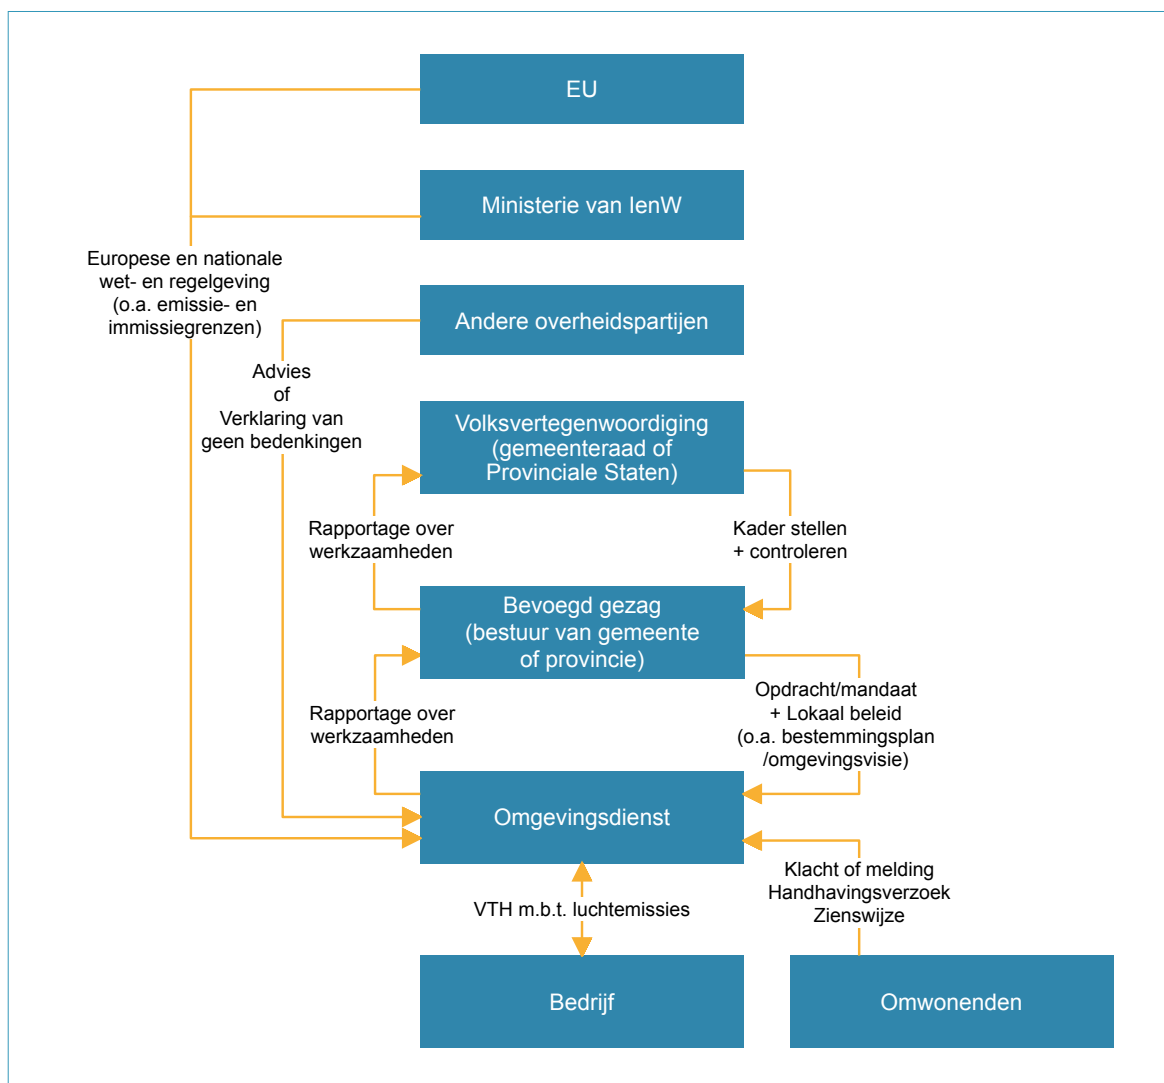 EU
Ministerie van IenW
Europese en nationale
wet- en regelgeving
(o.a. emissie- en
immissiegrenzen)
Andere overheidspartijen
Advies
of
Verklaring van
geen bedenkingen
Volksvertegenwoordiging
(gemeenteraad of
Provinciale Staten)
Rapportage over
werkzaamheden
Kader stellen
+ controleren
Bevoegd gezag
(bestuur van gemeente
of provincie)
Rapportage over
werkzaamheden
Opdracht/mandaat
+ Lokaal beleid
(o.a. bestemmingsplan
/omgevingsvisie)
Omgevingsdienst
VTH m.b.t. luchtemissies
Klacht of melding
Handhavingsverzoek
Zienswijze
Bedrijf
Omwonenden